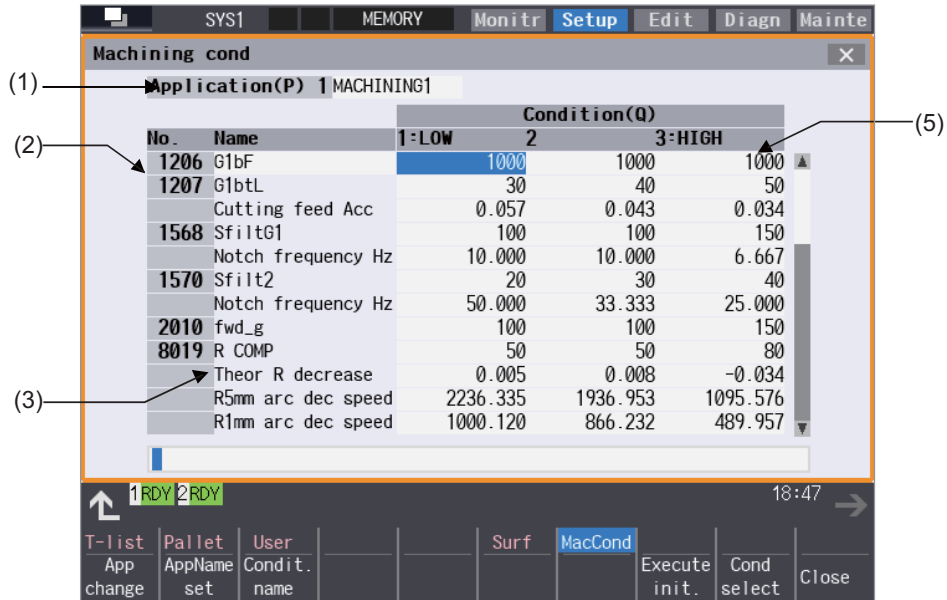 SYS1 MEMORY Monitr Setup Edit Diagn Mainte
Machining cond
(1)
Application(P) 1 MACHINING1
Condition(Q)
(5)
No. Name 1:LOW 2 3:HIGH
(2)
1206 G1bF 1000 1000 1000
1207 G1btL 30 40 50
Cutting feed Acc 0.057 0.043 0.034
1568 SfiltG1 100 100 150
Notch frequency Hz 10.000 10.000 6.667
1570 Sfilt2 20 30 40
Notch frequency Hz 50.000 33.333 25.000
2010 fwd_g 100 100 150
8019 R COMP 50 50 80
Theor R decrease 0.005 0.008 -0.034
(3)
R5mm arc dec speed 2236.335 1936.953 1095.576
R1mm arc dec speed 1000.120 866.232 489.957
1 RDY 2 RDY 18:47
T-list Pallet User Surf MacCond
App AppName Condit. Execute Cond Close
change set name init. select